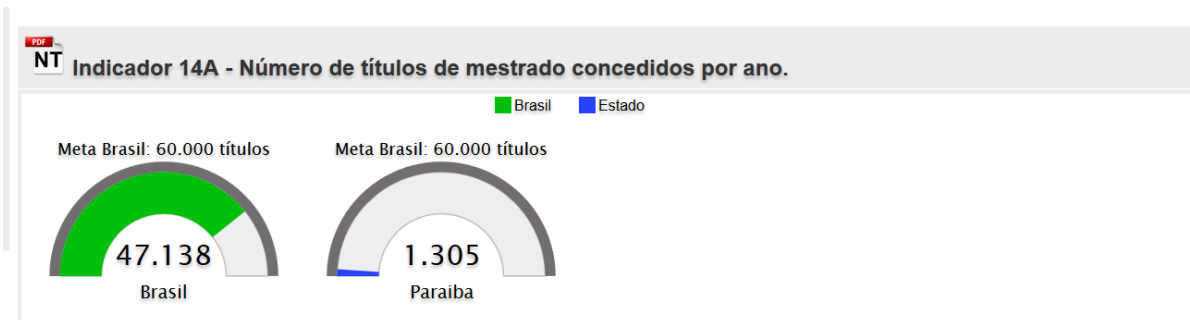 PDF
NT
Indicador 14A - Número de títulos de mestrado concedidos por ano.
Brasil Estado
Meta Brasil: 60.000 títulos Meta Brasil: 60.000 títulos
47.138 1.305
Brasil Paraiba